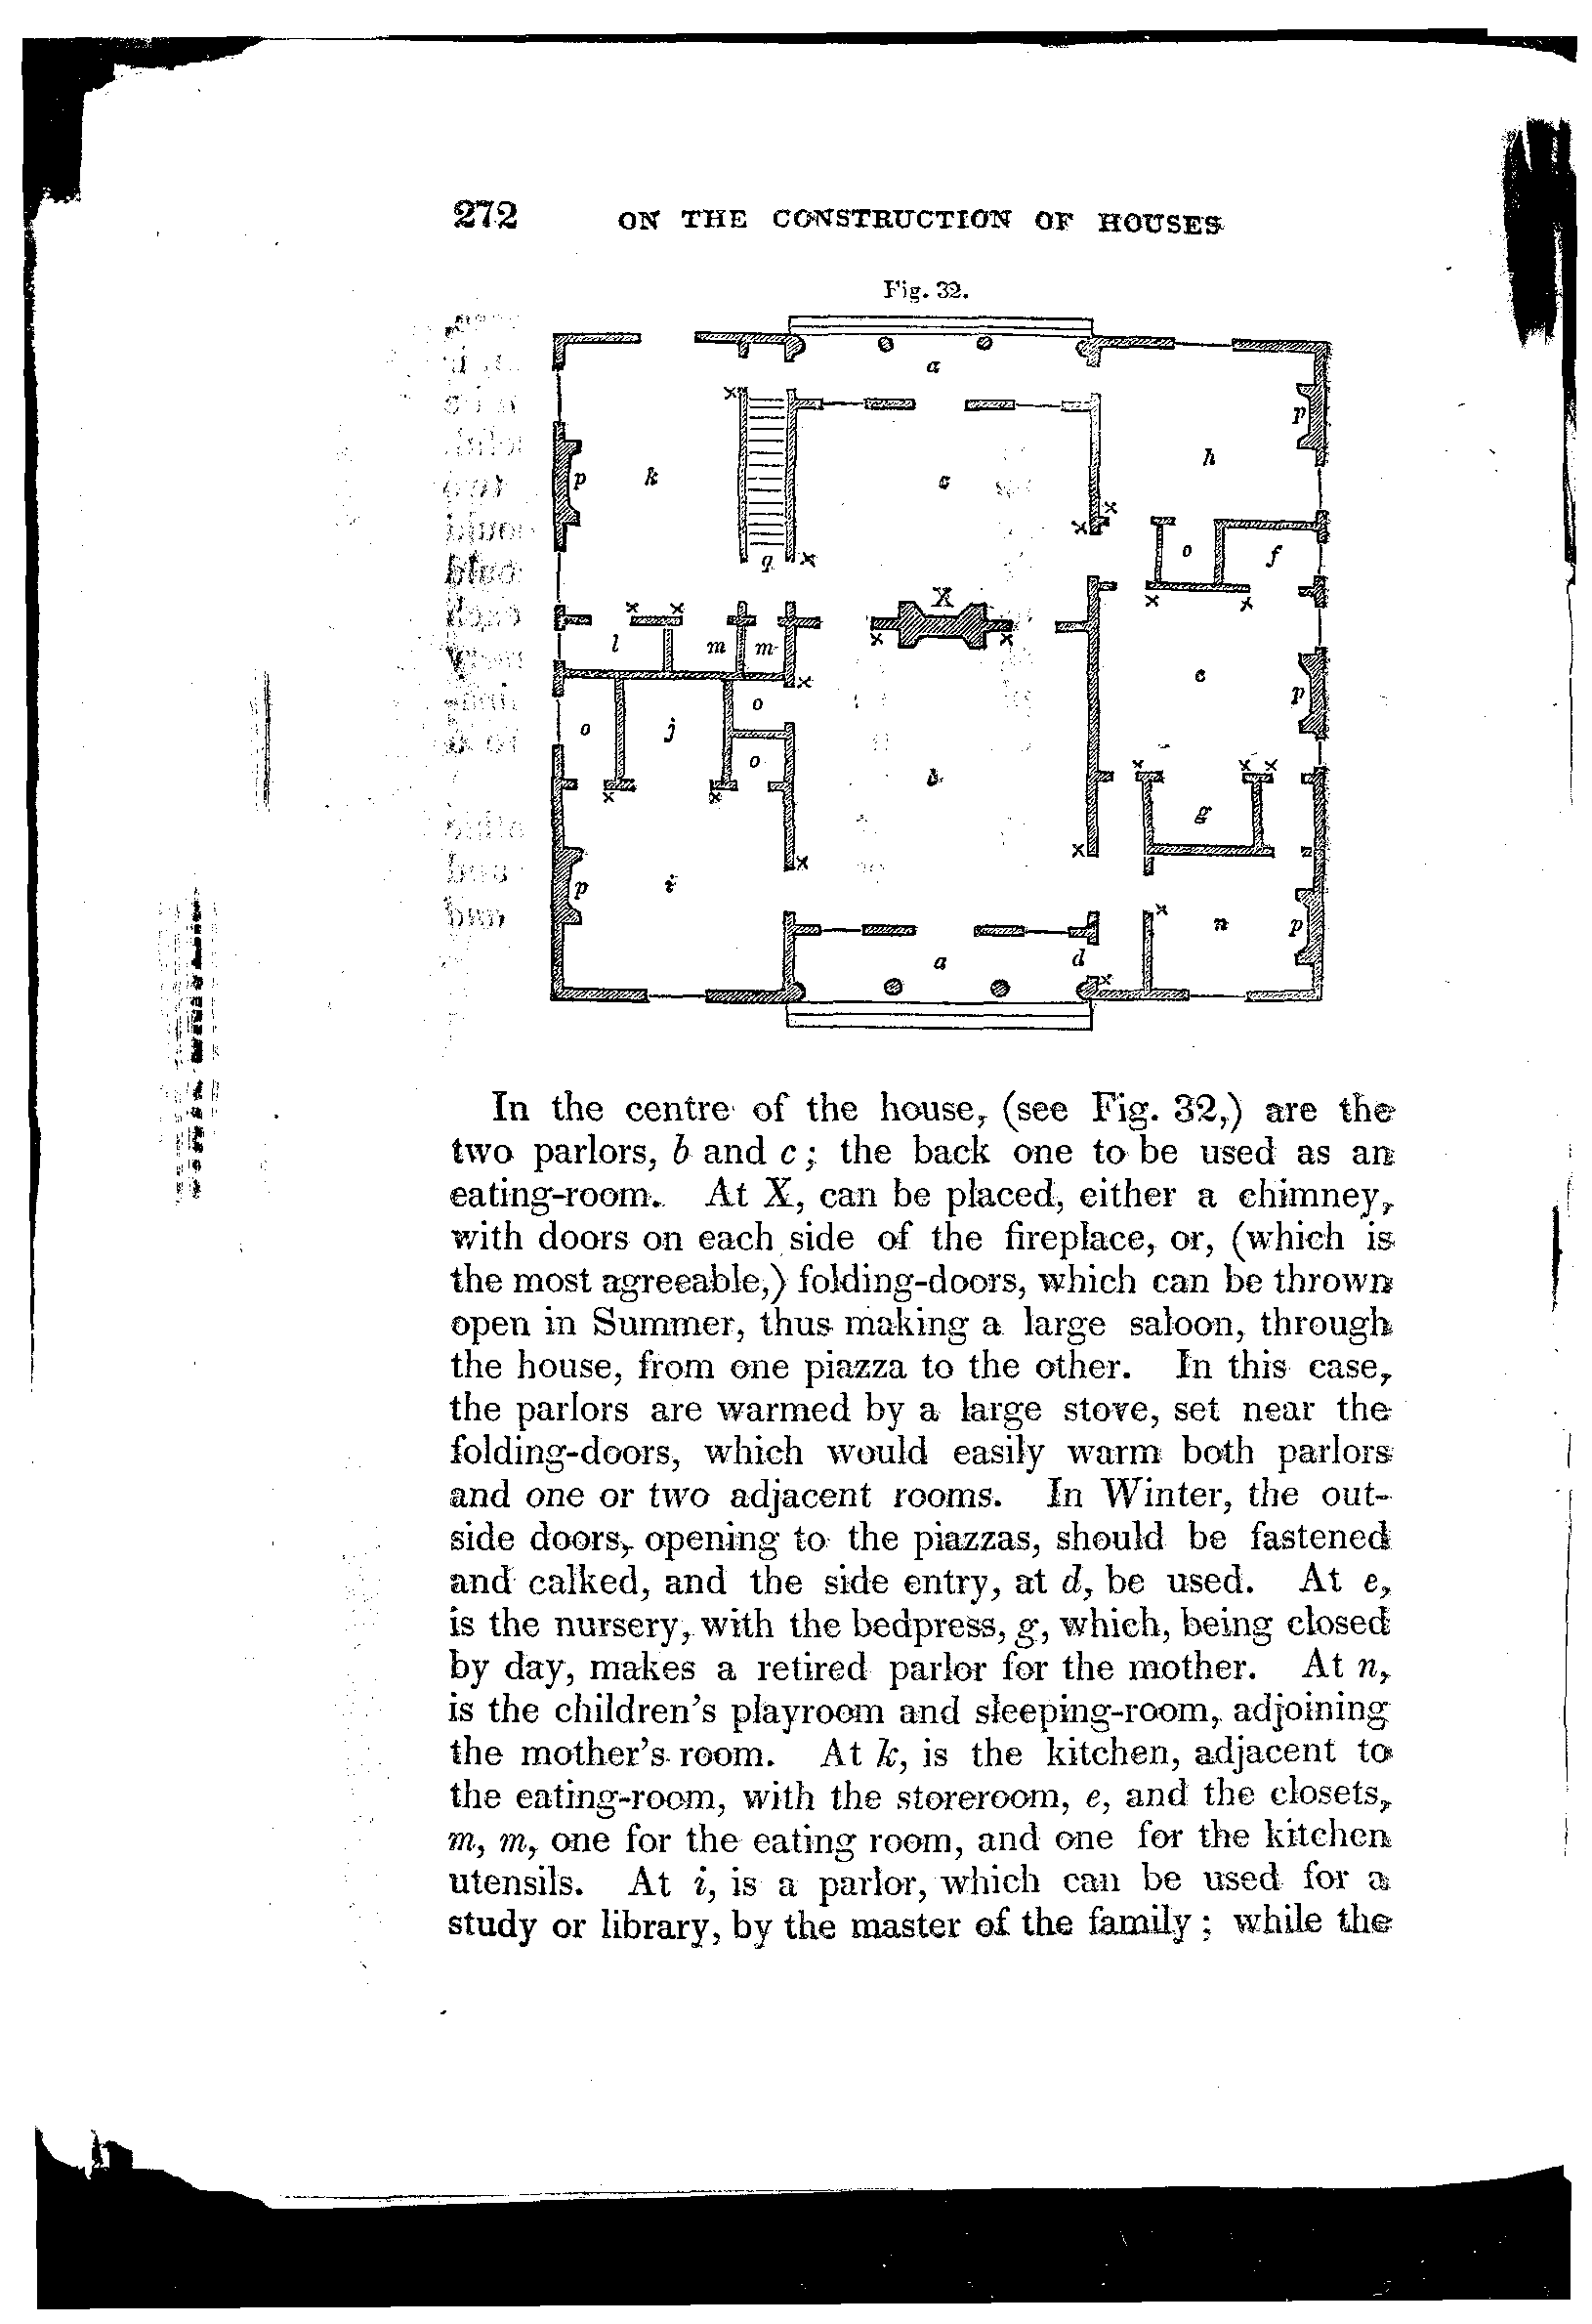 272 ON THE CONSTRUCTION OF HOUSES
Fig. 32.
a
p
k
c
h
p
q
o
f
X
l
m
m
e
p
o
j
o
o
b
g
p
i
n
p
a
d
In the centre of the house, (see Fig. 32,) are the
two parlors, b and c; the back one to be used as an
eating-room. At X, can be placed, either a chimney,
with doors on each side of the fireplace, or, (which is
the most agreeable,) folding-doors, which can be thrown
open in Summer, thus making a large saloon, through
the house, from one piazza to the other. In this case,
the parlors are warmed by a large stove, set near the
folding-doors, which would easily warm both parlors
and one or two adjacent rooms. In Winter, the out-
side doors, opening to the piazzas, should be fastened
and calked, and the side entry, at d, be used. At e,
is the nursery, with the bedpress, g, which, being closed
by day, makes a retired parlor for the mother. At n,
is the children's playroom and sleeping-room, adjoining
the mother's room. At k, is the kitchen, adjacent to
the eating-room, with the storeroom, e, and the closets,
m, m, one for the eating room, and one for the kitchen
utensils. At i, is a parlor, which can be used for a
study or library, by the master of the family; while the